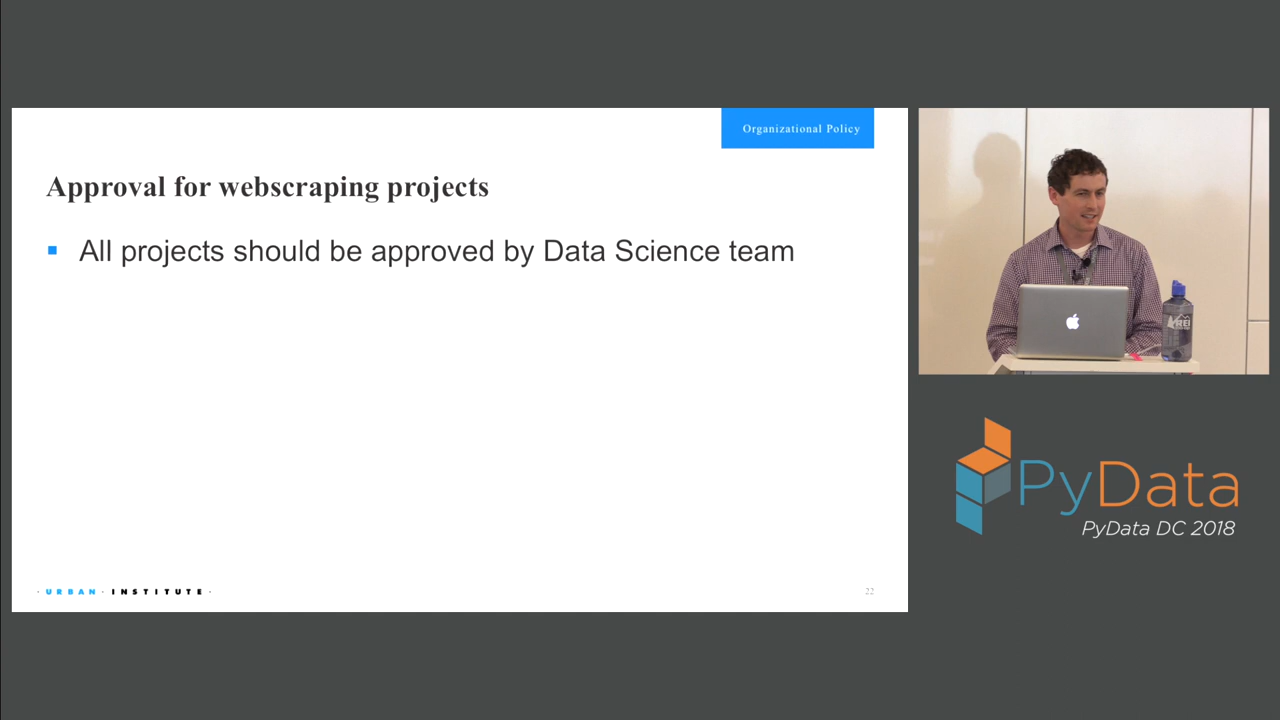 Organizational Policy
Approval for webscraping projects
▪ All projects should be approved by Data Science team
· URBAN · INSTITUTE ·
22
REI
PyData
PyData DC 2018